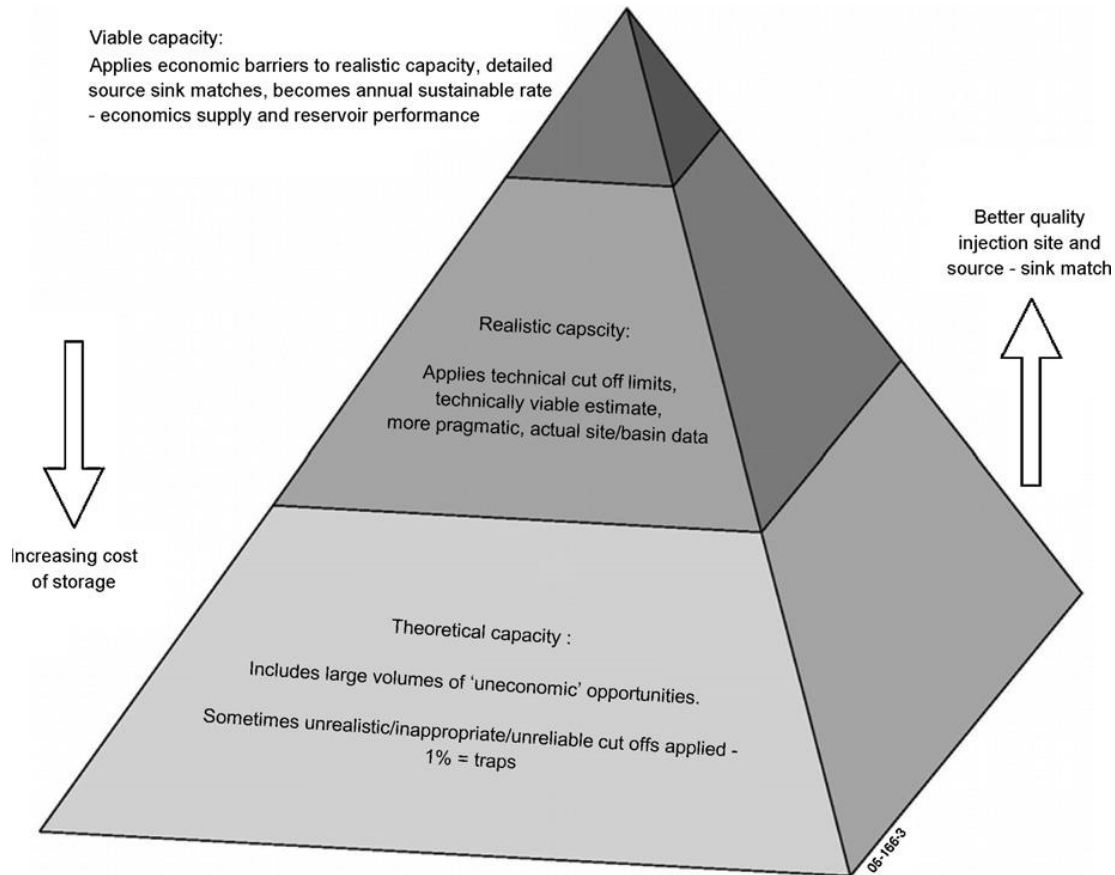 Viable capacity:
Applies economic barriers to realistic capacity, detailed
source sink matches, becomes annual sustainable rate
- economics supply and reservoir performance
Better quality
injection site and
source - sink match
Realistic capscity:
Applies technical cut off limits,
technically viable estimate,
more pragmatic, actual site/basin data
Increasing cost
of storage
Theoretical capacity :
Includes large volumes of ‘uneconomic’ opportunities.
Sometimes unrealistic/inappropriate/unreliable cut offs applied -
1% = traps
06-166-3